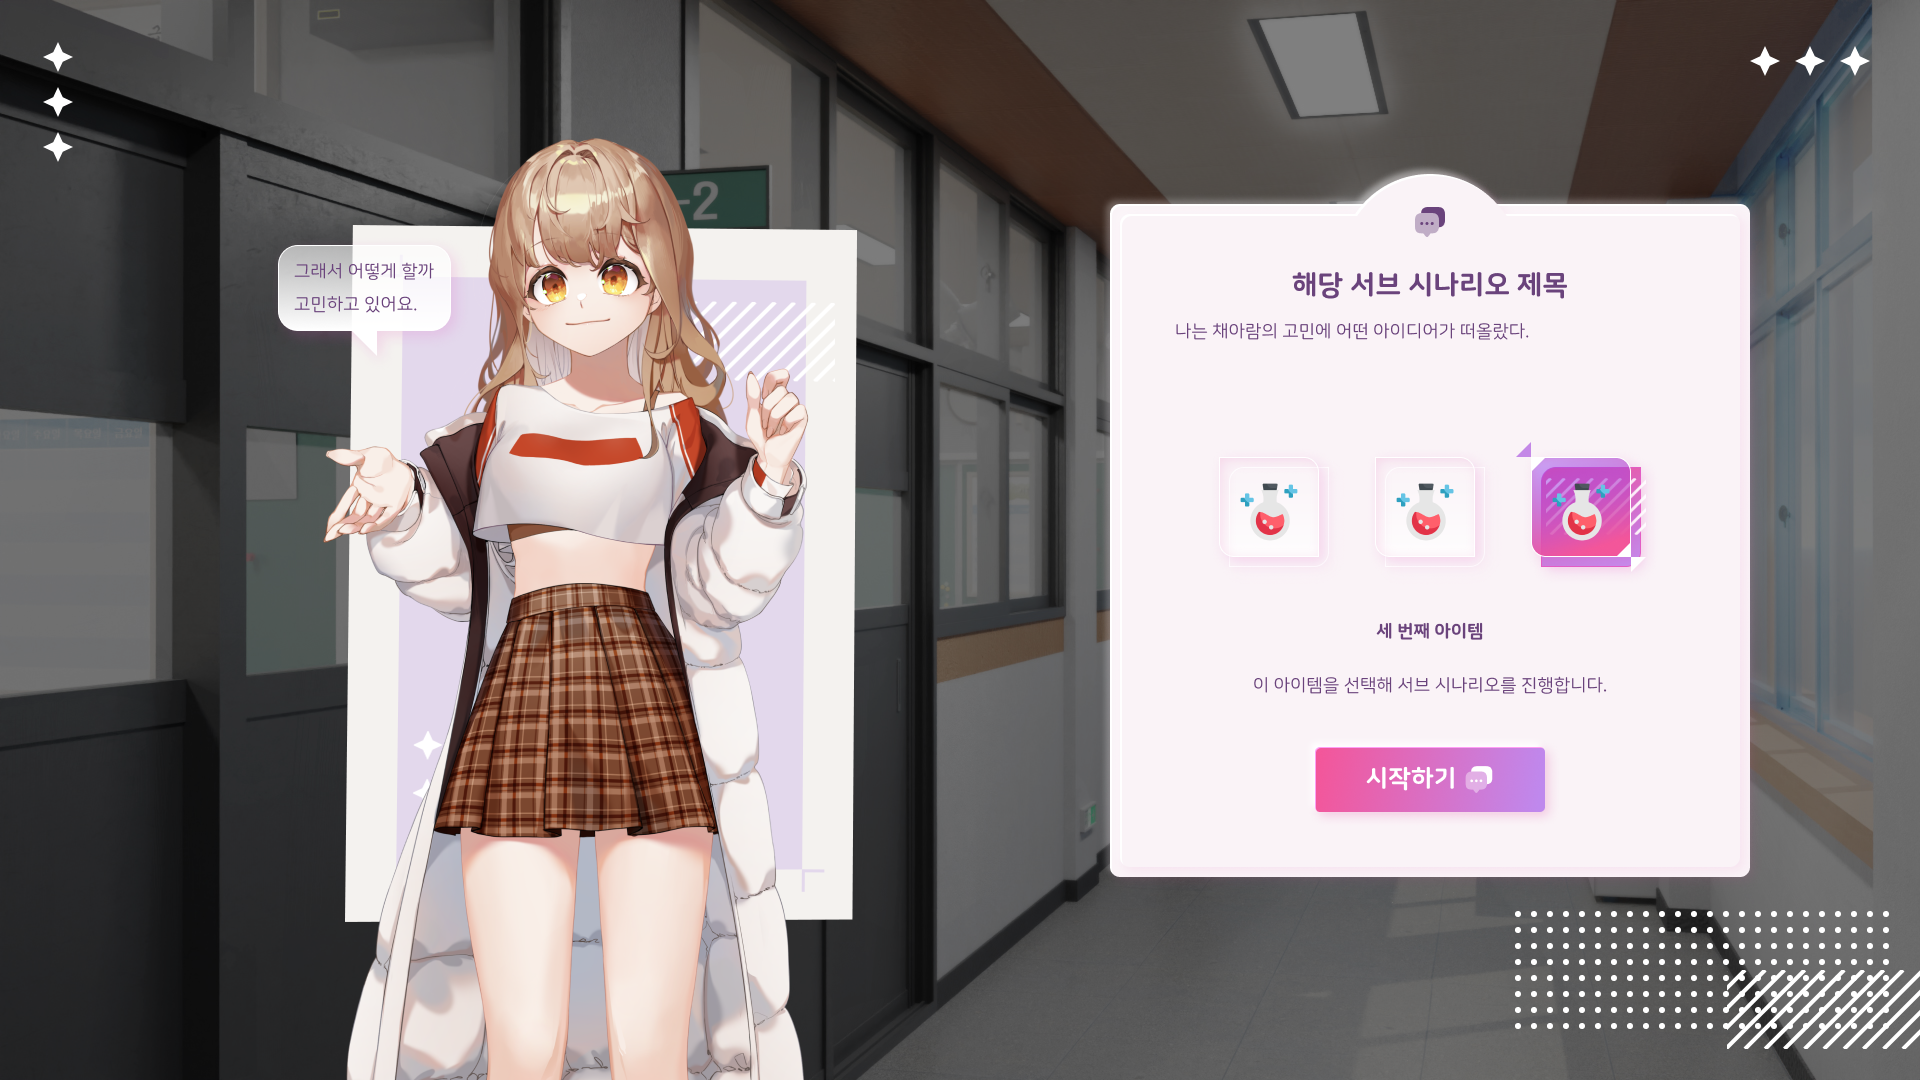 -2
그래서 어떻게 할까
고민하고 있어요.
해당 서브 시나리오 제목
나는 채아람의 고민에 어떤 아이디어가 떠올랐다.
세 번째 아이템
이 아이템을 선택해 서브 시나리오를 진행합니다.
시작하기